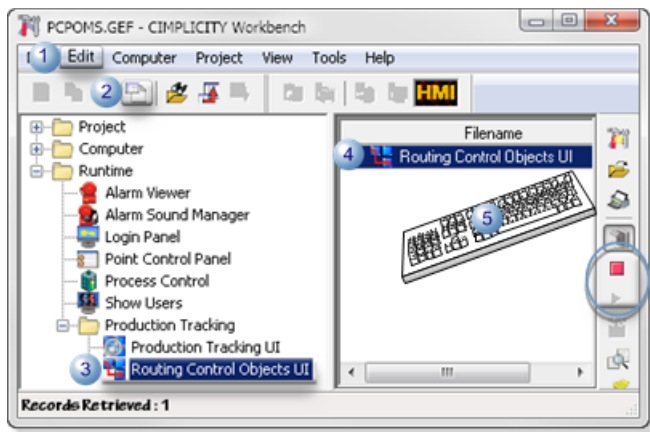 PCPOMS.GEF - CIMPLICITY Workbench
1 Edit Computer Project View Tools Help
2 HMI
Project
Computer
Runtime
Alarm Viewer
Alarm Sound Manager
Login Panel
Point Control Panel
Process Control
Show Users
Production Tracking
Production Tracking UI
3 Routing Control Objects UI
Filename
4 Routing Control Objects UI
5
Records Retrieved : 1